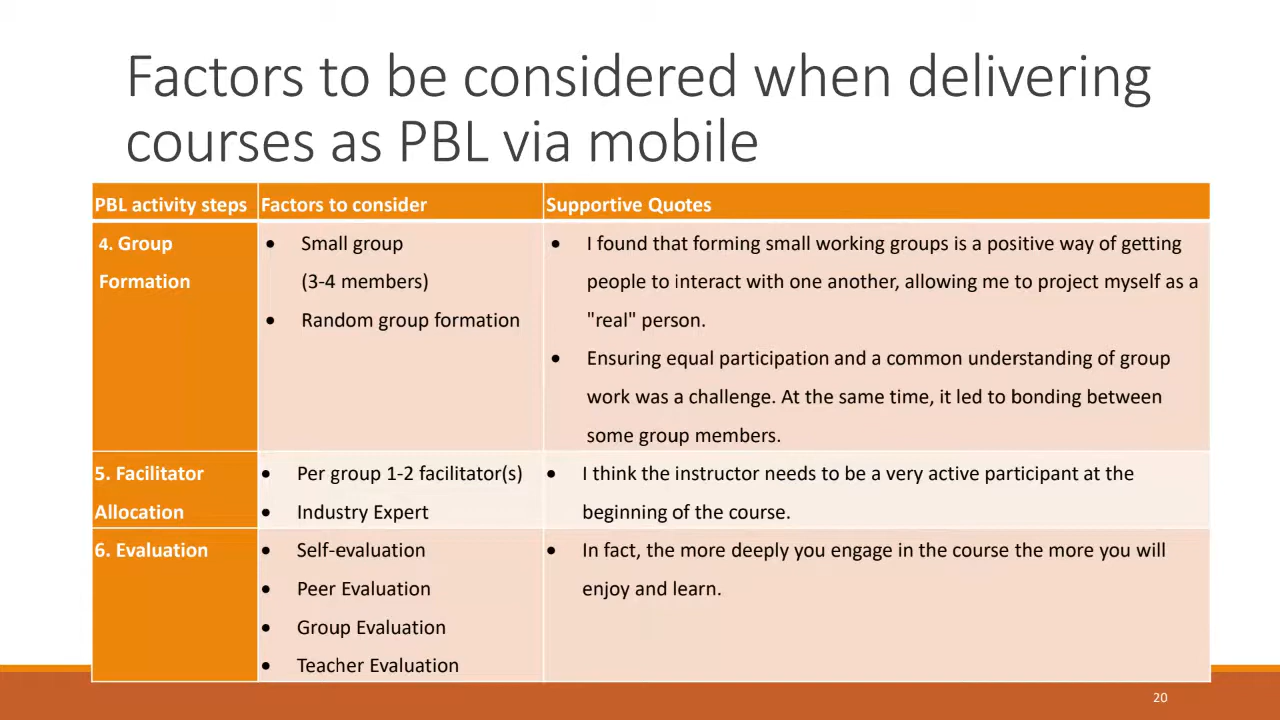 Factors to be considered when delivering
courses as PBL via mobile
PBL activity steps
Factors to consider
Supportive Quotes
4. Group
Formation
• Small group
(3-4 members)
• Random group formation
• I found that forming small working groups is a positive way of getting
people to interact with one another, allowing me to project myself as a
"real" person.
• Ensuring equal participation and a common understanding of group
work was a challenge. At the same time, it led to bonding between
some group members.
5. Facilitator
Allocation
• Per group 1-2 facilitator(s)
• Industry Expert
• I think the instructor needs to be a very active participant at the
beginning of the course.
6. Evaluation
• Self-evaluation
• Peer Evaluation
• Group Evaluation
• Teacher Evaluation
• In fact, the more deeply you engage in the course the more you will
enjoy and learn.
20